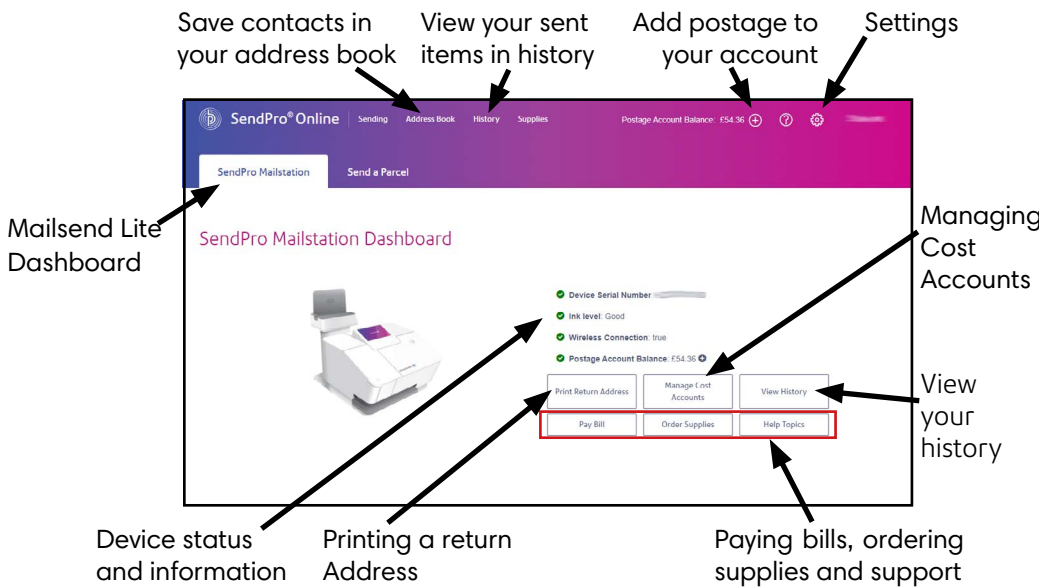 Save contacts in
your address book
View your sent
items in history
Add postage to
your account
Settings
SendPro® Online
Sending
Address Book
History
Supplies
Postage Account Balance: £54.36
SendPro Mailstation
Send a Parcel
Mailsend Lite
Dashboard
SendPro Mailstation Dashboard
Managing
Cost
Accounts
Device Serial Number
Ink level: Good
Wireless Connection: true
Postage Account Balance: £54.36
Print Return Address
Manage Cost
Accounts
View History
Pay Bill
Order Supplies
Help Topics
View
your
history
Device status
and information
Printing a return
Address
Paying bills, ordering
supplies and support